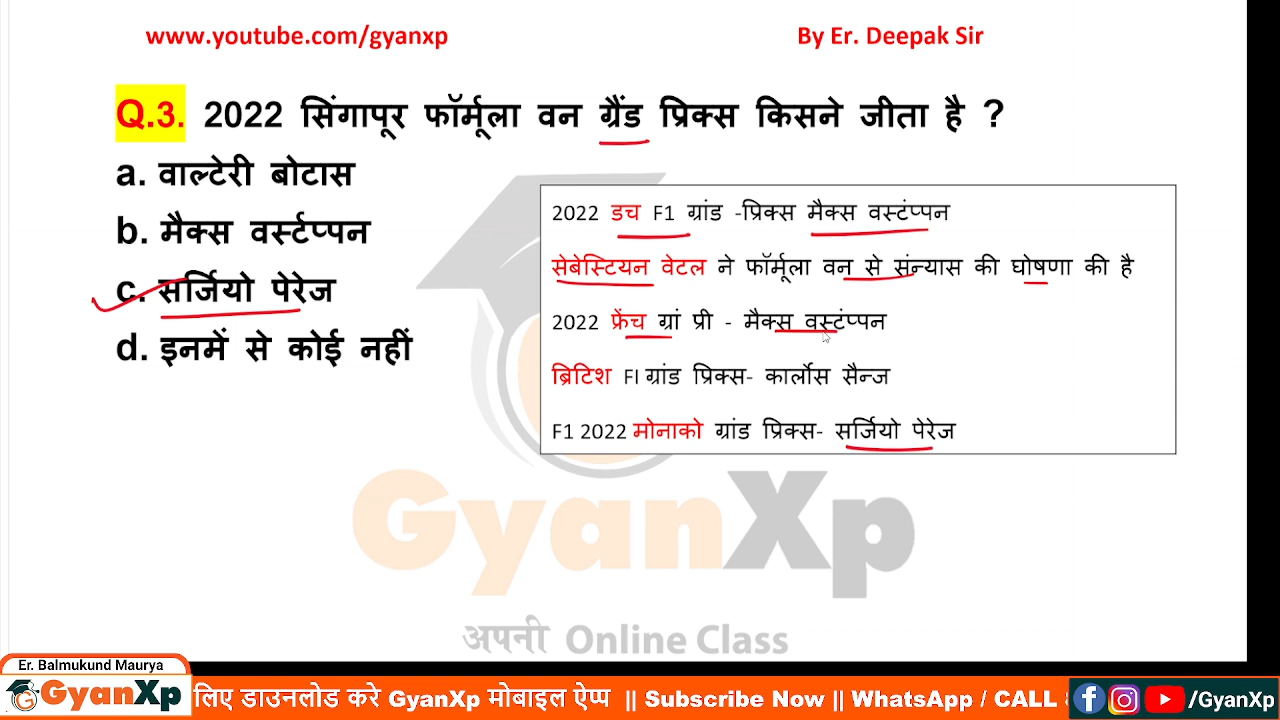 www.youtube.com/gyanxp
By Er. Deepak Sir
Q.3. 2022 सिंगापूर फॉर्मूला वन ग्रैंड प्रिक्स किसने जीता है ?
a. वाल्टेरी बोटास
b. मैक्स वर्स्टप्पन
c. सर्जियो पेरेज
d. इनमें से कोई नहीं
2022 डच F1 ग्रांड -प्रिक्स मैक्स वस्टंप्पन
सेबेस्टियन वेटल ने फॉर्मूला वन से संन्यास की घोषणा की है
2022 फ्रेंच ग्रां प्री - मैक्स वस्टंप्पन
ब्रिटिश FI ग्रांड प्रिक्स- कार्लोस सैन्ज
F1 2022 मोनाको ग्रांड प्रिक्स- सर्जियो पेरेज
GyanXp
अपनी Online Class
Er. Balmukund Maurya
GyanXp
लिए डाउनलोड करे GyanXp मोबाइल ऐप्प || Subscribe Now || WhatsApp / CALL
/GyanXp